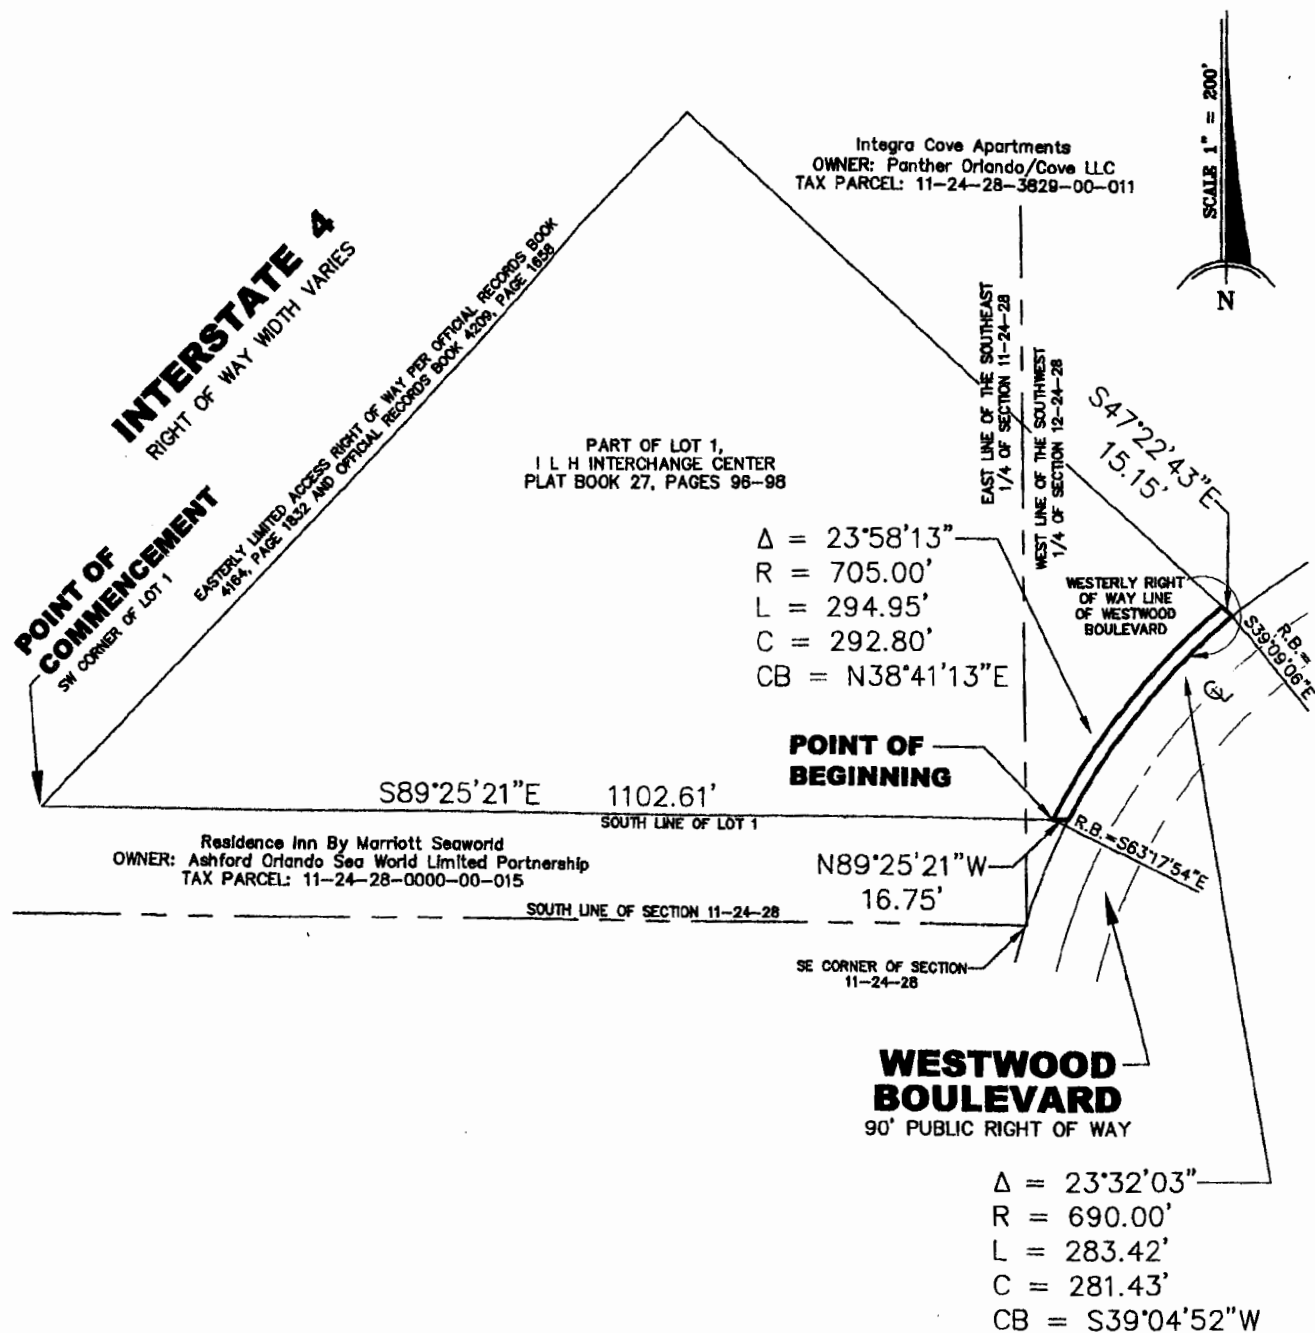 SCALE 1" = 200'
N
Integra Cove Apartments
OWNER: Panther Orlando/Cove LLC
TAX PARCEL: 11-24-28-3829-00-011
INTERSTATE 4
RIGHT OF WAY WIDTH VARIES
EASTERLY LIMITED ACCESS RIGHT OF WAY PER OFFICIAL RECORDS BOOK
4164, PAGE 1832 AND OFFICIAL RECORDS BOOK 4209, PAGE 1658
EAST LINE OF THE SOUTHEAST
1/4 OF SECTION 11-24-28
WEST LINE OF THE SOUTHWEST
1/4 OF SECTION 12-24-28
S47°22'43"E
15.15'
PART OF LOT 1,
I L H INTERCHANGE CENTER
PLAT BOOK 27, PAGES 96-98
POINT OF
COMMENCEMENT
SW CORNER OF LOT 1
Δ = 23°58'13"
R = 705.00'
L = 294.95'
C = 292.80'
CB = N38°41'13"E
WESTERLY RIGHT
OF WAY LINE
OF WESTWOOD
BOULEVARD
R.B.=
S39°09'06"E
POINT OF
BEGINNING
S89°25'21"E 1102.61'
SOUTH LINE OF LOT 1
R.B.=S63°17'54"E
Residence Inn By Marriott Seaworld
OWNER: Ashford Orlando Sea World Limited Partnership
TAX PARCEL: 11-24-28-0000-00-015
N89°25'21"W
16.75'
SOUTH LINE OF SECTION 11-24-28
SE CORNER OF SECTION
11-24-28
WESTWOOD
BOULEVARD
90' PUBLIC RIGHT OF WAY
Δ = 23°32'03"
R = 690.00'
L = 283.42'
C = 281.43'
CB = S39°04'52"W